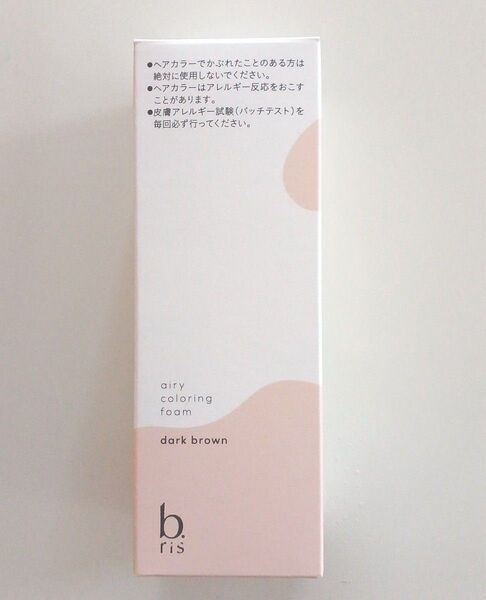 ●ヘアカラーでかぶれたことのある方は
絶対に使用しないでください。
●ヘアカラーはアレルギー反応をおこす
ことがあります。
●皮膚アレルギー試験(パッチテスト)を
毎回必ず行ってください。
airy
coloring
foam
dark brown
b.
ris